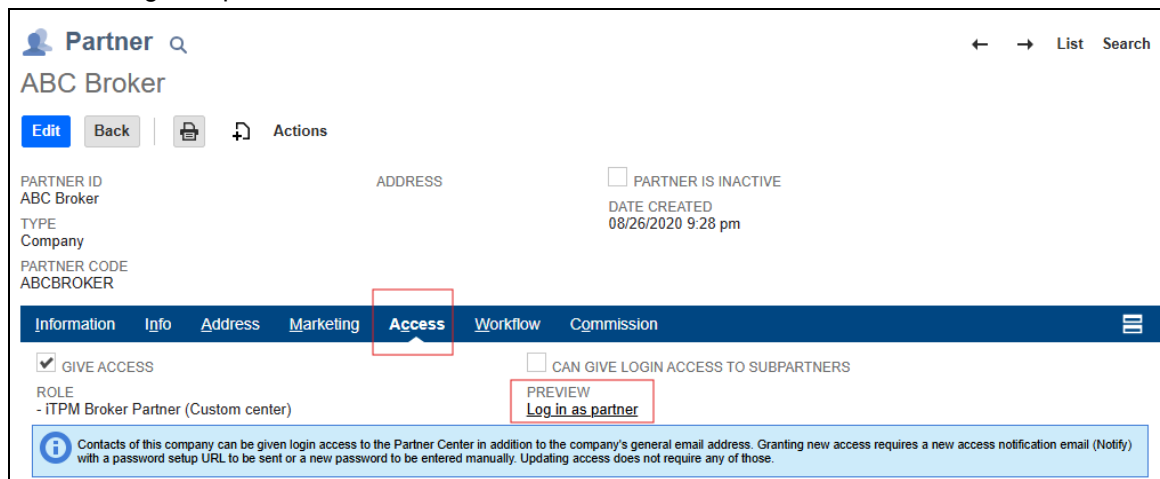 Partner
← → List Search
ABC Broker
Edit Back Actions
PARTNER ID
ABC Broker
TYPE
Company
PARTNER CODE
ABCBROKER
ADDRESS
PARTNER IS INACTIVE
DATE CREATED
08/26/2020 9:28 pm
Information Info Address Marketing Access Workflow Commission
GIVE ACCESS
ROLE
- iTPM Broker Partner (Custom center)
CAN GIVE LOGIN ACCESS TO SUBPARTNERS
PREVIEW
Log in as partner
Contacts of this company can be given login access to the Partner Center in addition to the company's general email address. Granting new access requires a new access notification email (Notify)
with a password setup URL to be sent or a new password to be entered manually. Updating access does not require any of those.